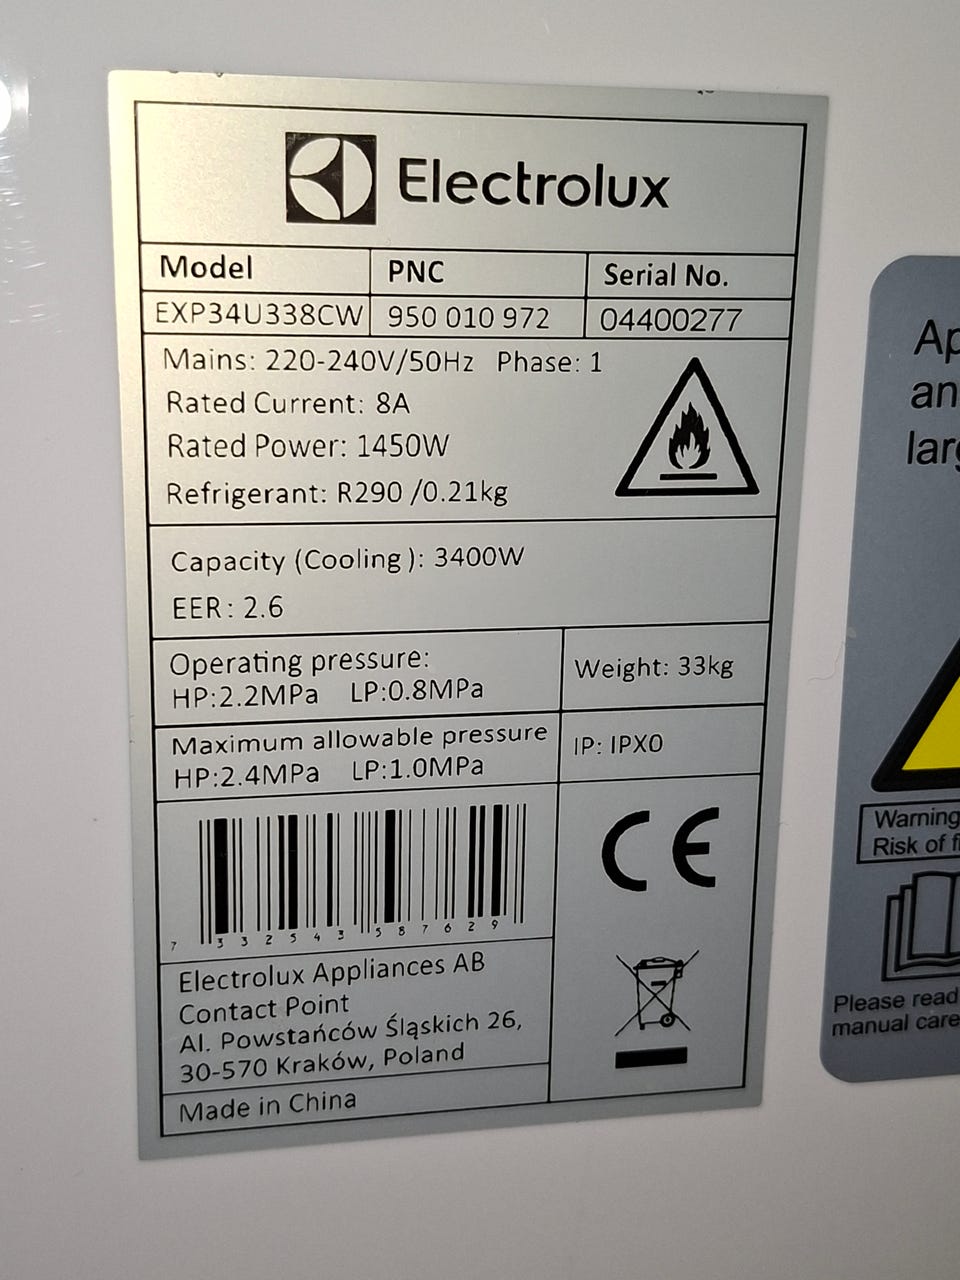 Electrolux
Model PNC Serial No.
EXP34U338CW 950 010 972 04400277
Mains: 220-240V/50Hz Phase: 1
Rated Current: 8A
Rated Power: 1450W
Refrigerant: R290 /0.21kg
Capacity (Cooling ): 3400W
EER: 2.6
Operating pressure:
HP:2.2MPa LP:0.8MPa
Weight: 33kg
Maximum allowable pressure
HP:2.4MPa LP:1.0MPa
IP: IPX0
CE
7 332543 587629
Electrolux Appliances AB
Contact Point
Al. Powstańców Śląskich 26,
30-570 Kraków, Poland
Made in China
Warning
Risk of
Please read
manual